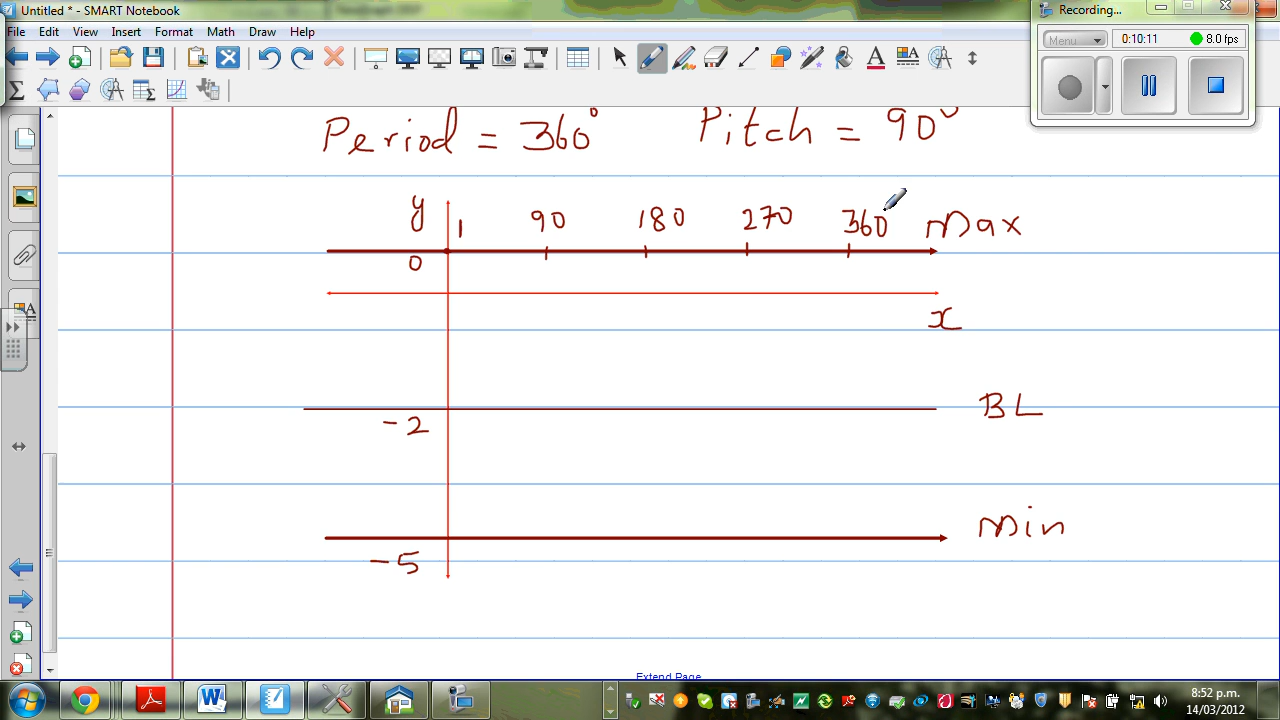 Untitled * - SMART Notebook
Recording...
File Edit View Insert Format Math Draw Help
Menu 0:10:11 8.0 fps
Period = 360° Pitch = 90°
y 1 90 180 270 360 Max
0
x
-2 BL
Min
-5
Extend Page
8:52 p.m.
14/03/2012